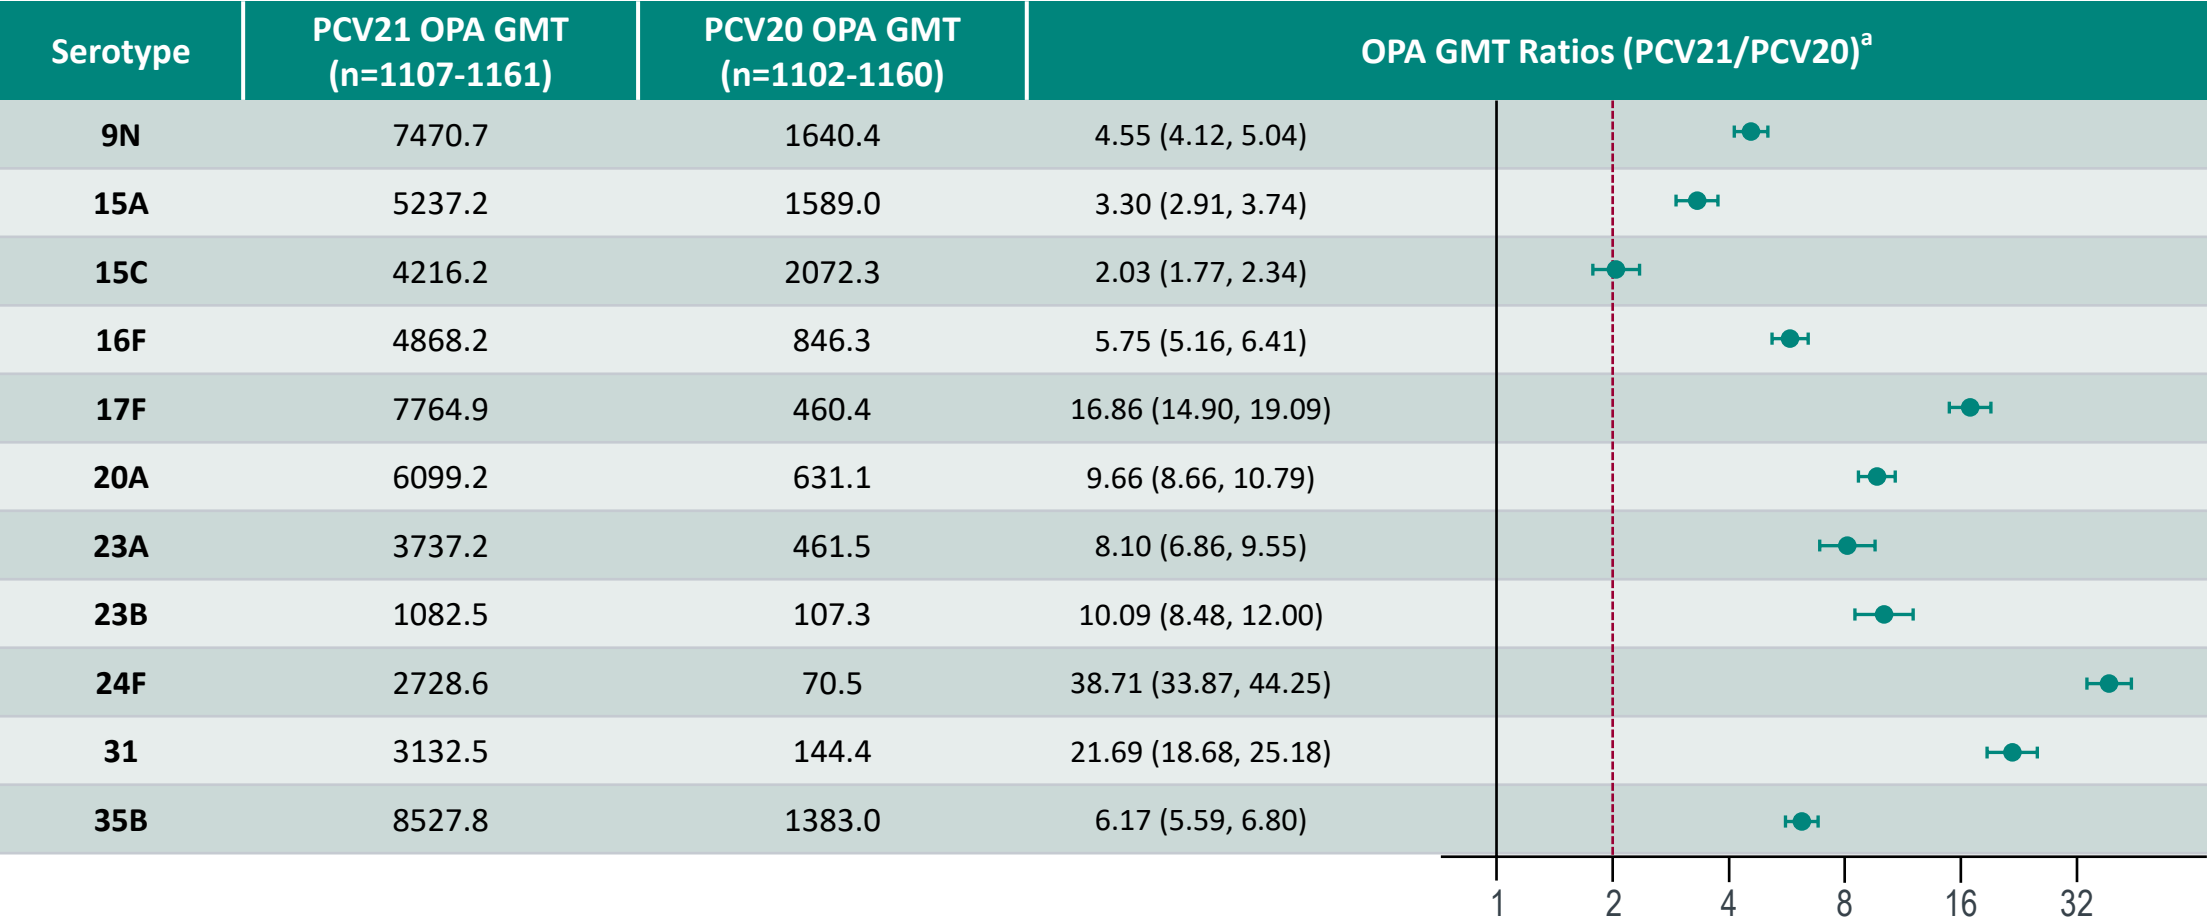 Serotype PCV21 OPA GMT (n=1107-1161) PCV20 OPA GMT (n=1102-1160) OPA GMT Ratios (PCV21/PCV20)a
9N 7470.7 1640.4 4.55 (4.12, 5.04)
15A 5237.2 1589.0 3.30 (2.91, 3.74)
15C 4216.2 2072.3 2.03 (1.77, 2.34)
16F 4868.2 846.3 5.75 (5.16, 6.41)
17F 7764.9 460.4 16.86 (14.90, 19.09)
20A 6099.2 631.1 9.66 (8.66, 10.79)
23A 3737.2 461.5 8.10 (6.86, 9.55)
23B 1082.5 107.3 10.09 (8.48, 12.00)
24F 2728.6 70.5 38.71 (33.87, 44.25)
31 3132.5 144.4 21.69 (18.68, 25.18)
35B 8527.8 1383.0 6.17 (5.59, 6.80)
1 2 4 8 16 32